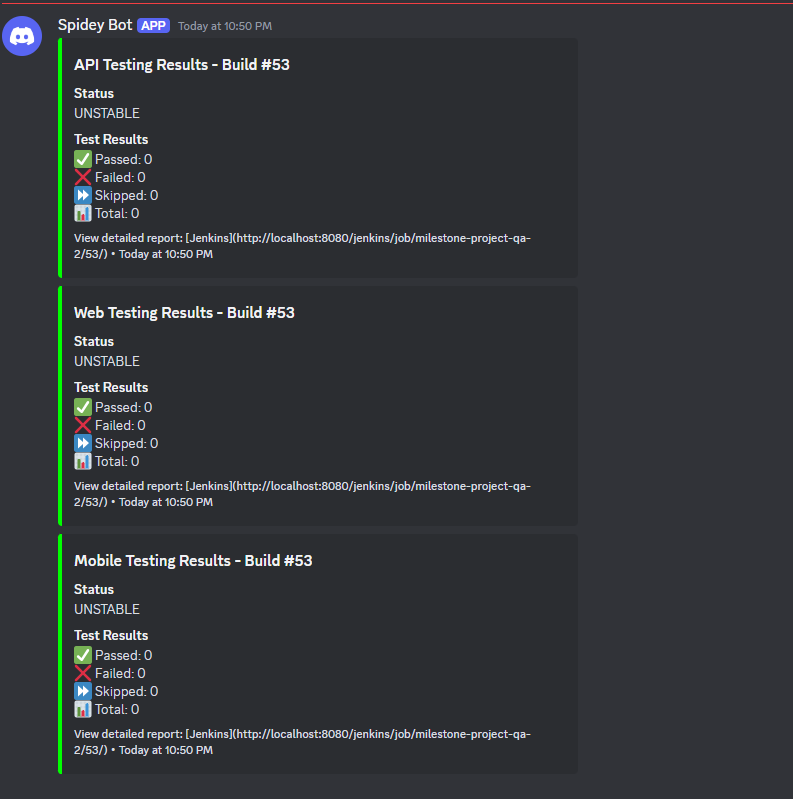 Spidey Bot APP Today at 10:50 PM
API Testing Results - Build #53
Status
UNSTABLE
Test Results
✅ Passed: 0
❌ Failed: 0
⏩ Skipped: 0
📊 Total: 0
View detailed report: [Jenkins](http://localhost:8080/jenkins/job/milestone-project-qa-
2/53/) • Today at 10:50 PM
Web Testing Results - Build #53
Status
UNSTABLE
Test Results
✅ Passed: 0
❌ Failed: 0
⏩ Skipped: 0
📊 Total: 0
View detailed report: [Jenkins](http://localhost:8080/jenkins/job/milestone-project-qa-
2/53/) • Today at 10:50 PM
Mobile Testing Results - Build #53
Status
UNSTABLE
Test Results
✅ Passed: 0
❌ Failed: 0
⏩ Skipped: 0
📊 Total: 0
View detailed report: [Jenkins](http://localhost:8080/jenkins/job/milestone-project-qa-
2/53/) • Today at 10:50 PM